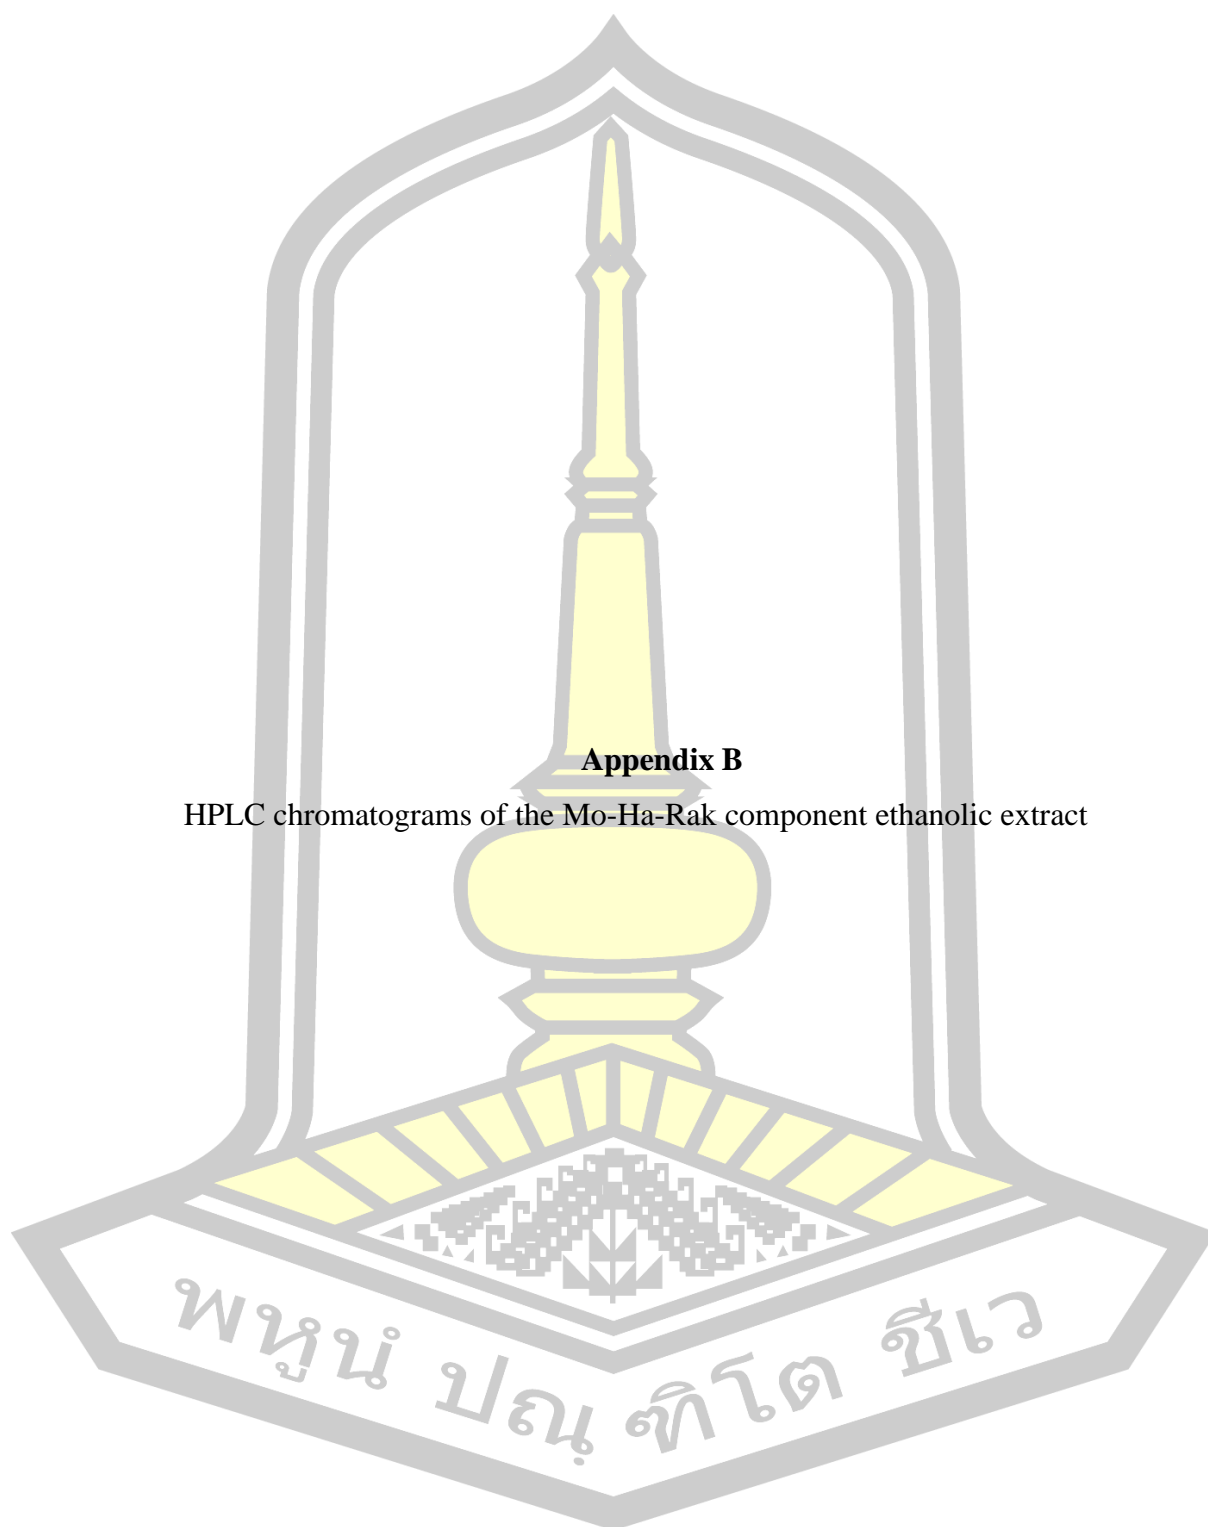 Appendix B
HPLC chromatograms of the Mo-Ha-Rak component ethanolic extract
พหูนํ ปณฺฑิโต ชีเว